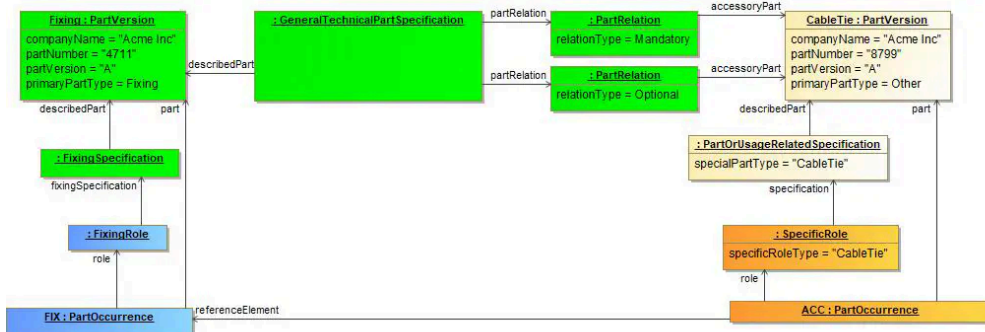 Fixing : PartVersion
companyName = "Acme Inc"
partNumber = "4711"
partVersion = "A"
primaryPartType = Fixing
: GeneralTechnicalPartSpecification
partRelation
: PartRelation
relationType = Mandatory
accessoryPart
CableTie : PartVersion
companyName = "Acme Inc"
partNumber = "8799"
partVersion = "A"
primaryPartType = Other
describedPart
partRelation
: PartRelation
relationType = Optional
accessoryPart
describedPart
part
describedPart
part
: FixingSpecification
: PartOrUsageRelatedSpecification
specialPartType = "CableTie"
fixingSpecification
specification
: FixingRole
: SpecificRole
specificRoleType = "CableTie"
role
role
FIX : PartOccurrence
referenceElement
ACC : PartOccurrence